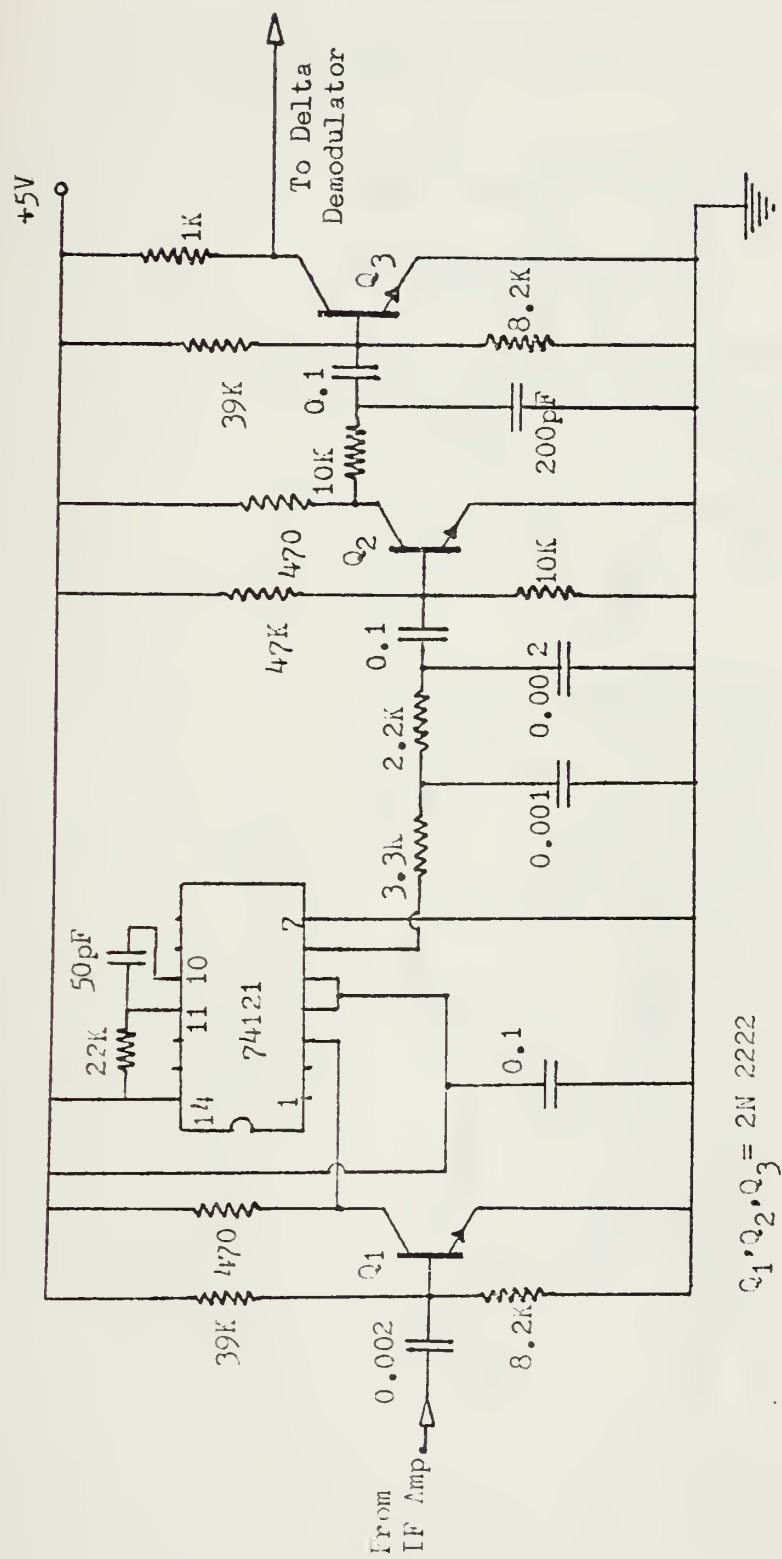 +5V
39K
470
22K
50pF
14
11
10
74121
1
7
47K
470
39K
1K
From
IF Amp.
0.002
Q1
8.2K
0.1
3.3K
2.2K
0.001
0.0012
0.1
Q2
10K
10K
0.1
200pF
Q3
8.2K
To Delta
Demodulator
Q1,Q2,Q3= 2N 2222